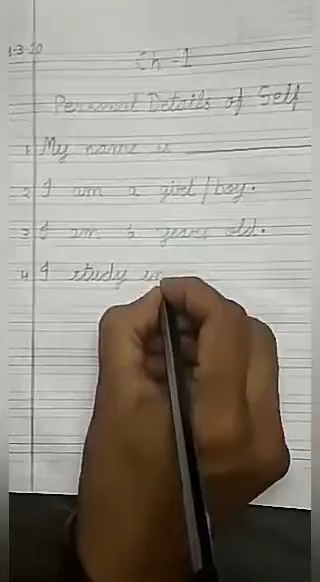 1-3-20
Ch - 1
Personal Details of Self
1 My name is
2 I am a girl/boy.
3 I am 5 years old.
4 I study in